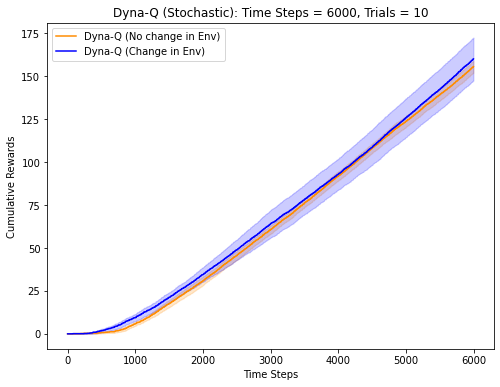 Dyna-Q (Stochastic): Time Steps = 6000, Trials = 10
Dyna-Q (No change in Env)
Dyna-Q (Change in Env)
Cumulative Rewards
175
150
125
100
75
50
25
0
0 1000 2000 3000 4000 5000 6000
Time Steps